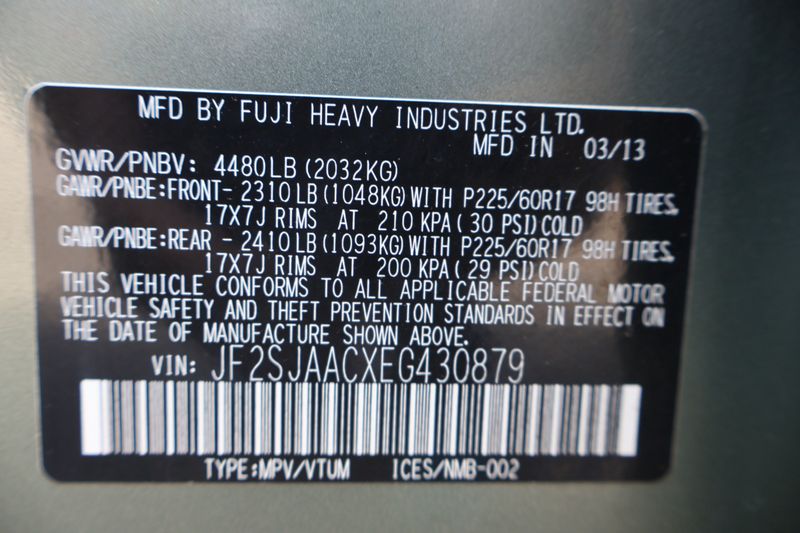 MFD BY FUJI HEAVY INDUSTRIES LTD.
MFD IN 03/13
GVWR/PNBV: 4480LB(2032KG)
GAWR/PNBE:FRONT- 2310LB(1048KG)WITH P225/60R17 98H TIRES,
17X7J RIMS AT 210 KPA(30 PSI)COLD
GAWR/PNBE:REAR - 2410LB(1093KG)WITH P225/60R17 98H TIRES,
17X7J RIMS AT 200 KPA(29 PSI)COLD
THIS VEHICLE CONFORMS TO ALL APPLICABLE FEDERAL MOTOR
VEHICLE SAFETY AND THEFT PREVENTION STANDARDS IN EFFECT ON
THE DATE OF MANUFACTURE SHOWN ABOVE.
VIN: JF2SJAACXEG430879
TYPE:MPV/VTUM ICES/NMB-002